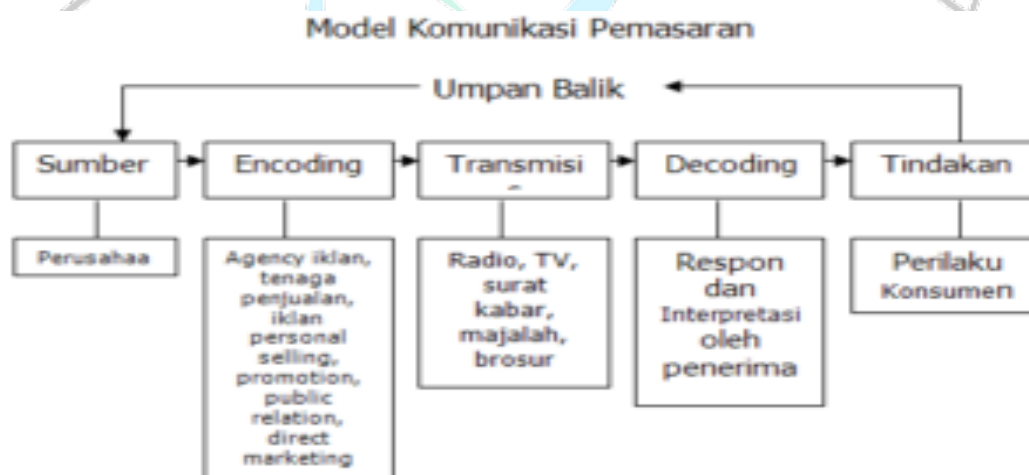 Model Komunikasi Pemasaran
Umpan Balik
Sumber
Encoding
Transmisi
Decoding
Tindakan
Perusahaa
Agency iklan,
tenaga
penjualan,
iklan
personal
selling,
promotion,
public
relation,
direct
marketing
Radio, TV,
surat
kabar,
majalah,
brosur
Respon
dan
Interpretasi
oleh
penerima
Perilaku
Konsumen